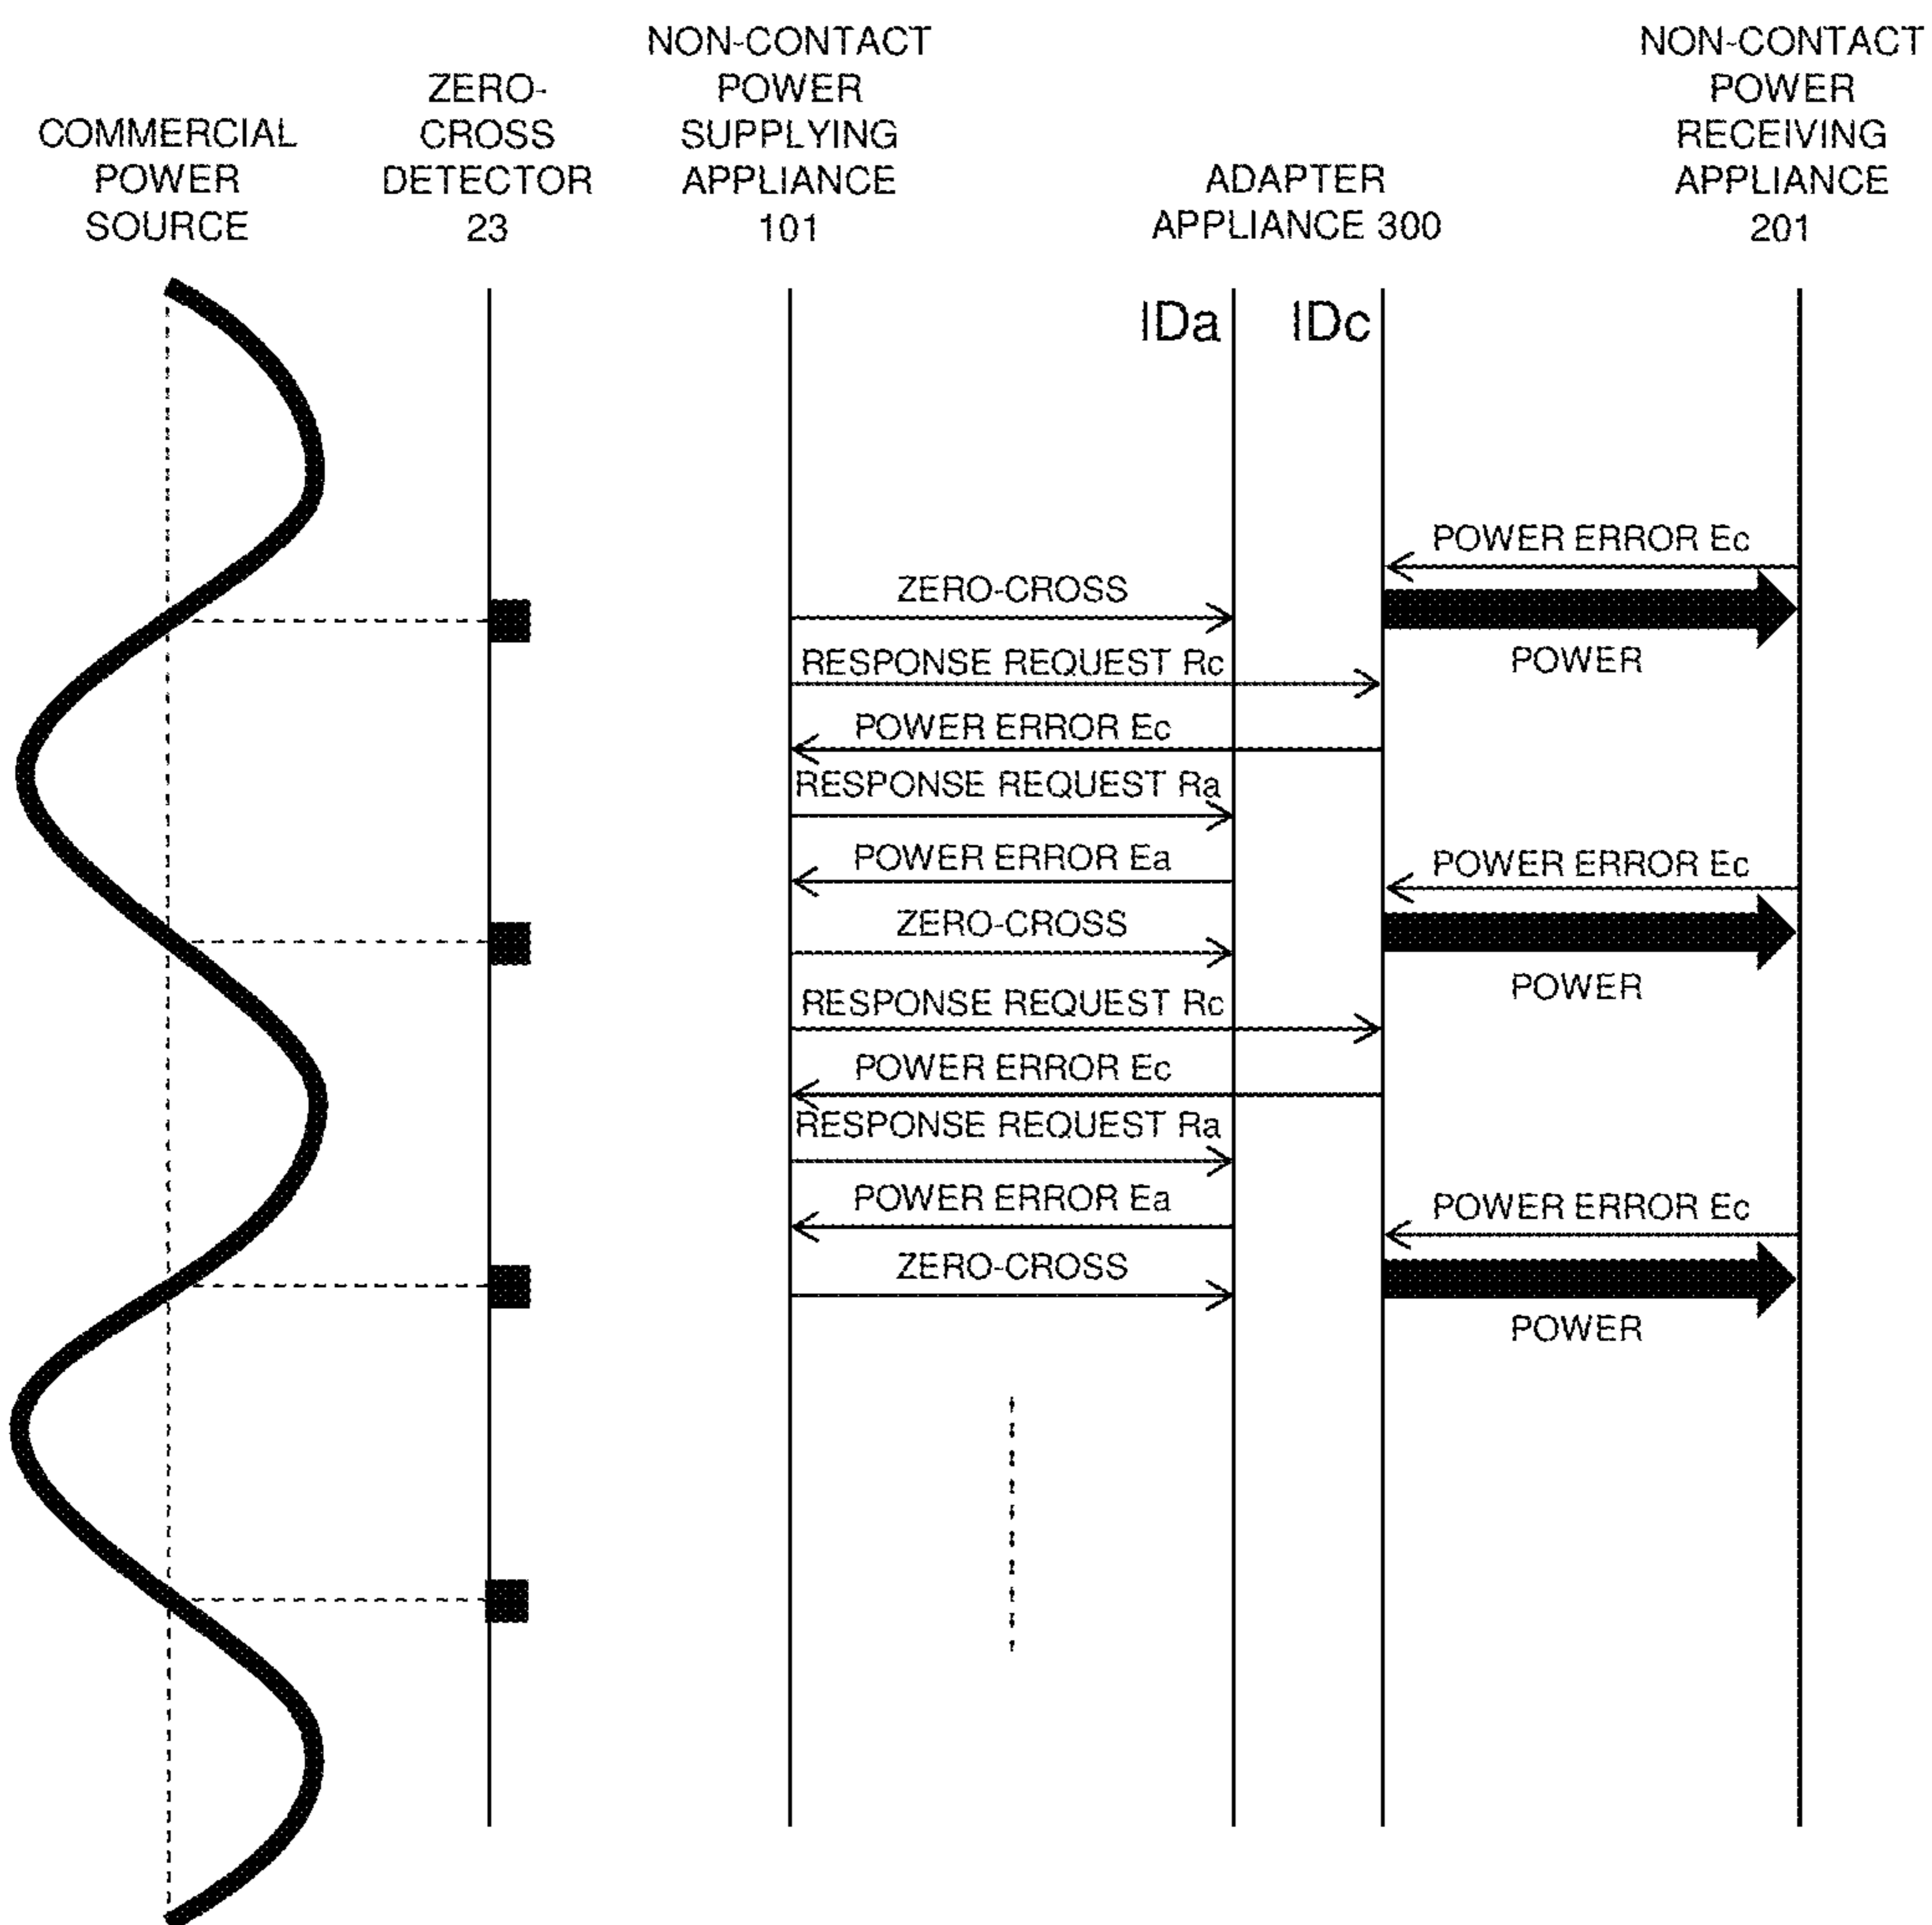 COMMERCIAL
POWER
SOURCE
ZERO-
CROSS
DETECTOR
23
NON-CONTACT
POWER
SUPPLYING
APPLIANCE
101
ADAPTER
APPLIANCE 300
NON-CONTACT
POWER
RECEIVING
APPLIANCE
201
IDa
IDc
POWER ERROR Ec
ZERO-CROSS
POWER
RESPONSE REQUEST Rc
POWER ERROR Ec
RESPONSE REQUEST Ra
POWER ERROR Ea
POWER ERROR Ec
ZERO-CROSS
POWER
RESPONSE REQUEST Rc
POWER ERROR Ec
RESPONSE REQUEST Ra
POWER ERROR Ea
POWER ERROR Ec
ZERO-CROSS
POWER